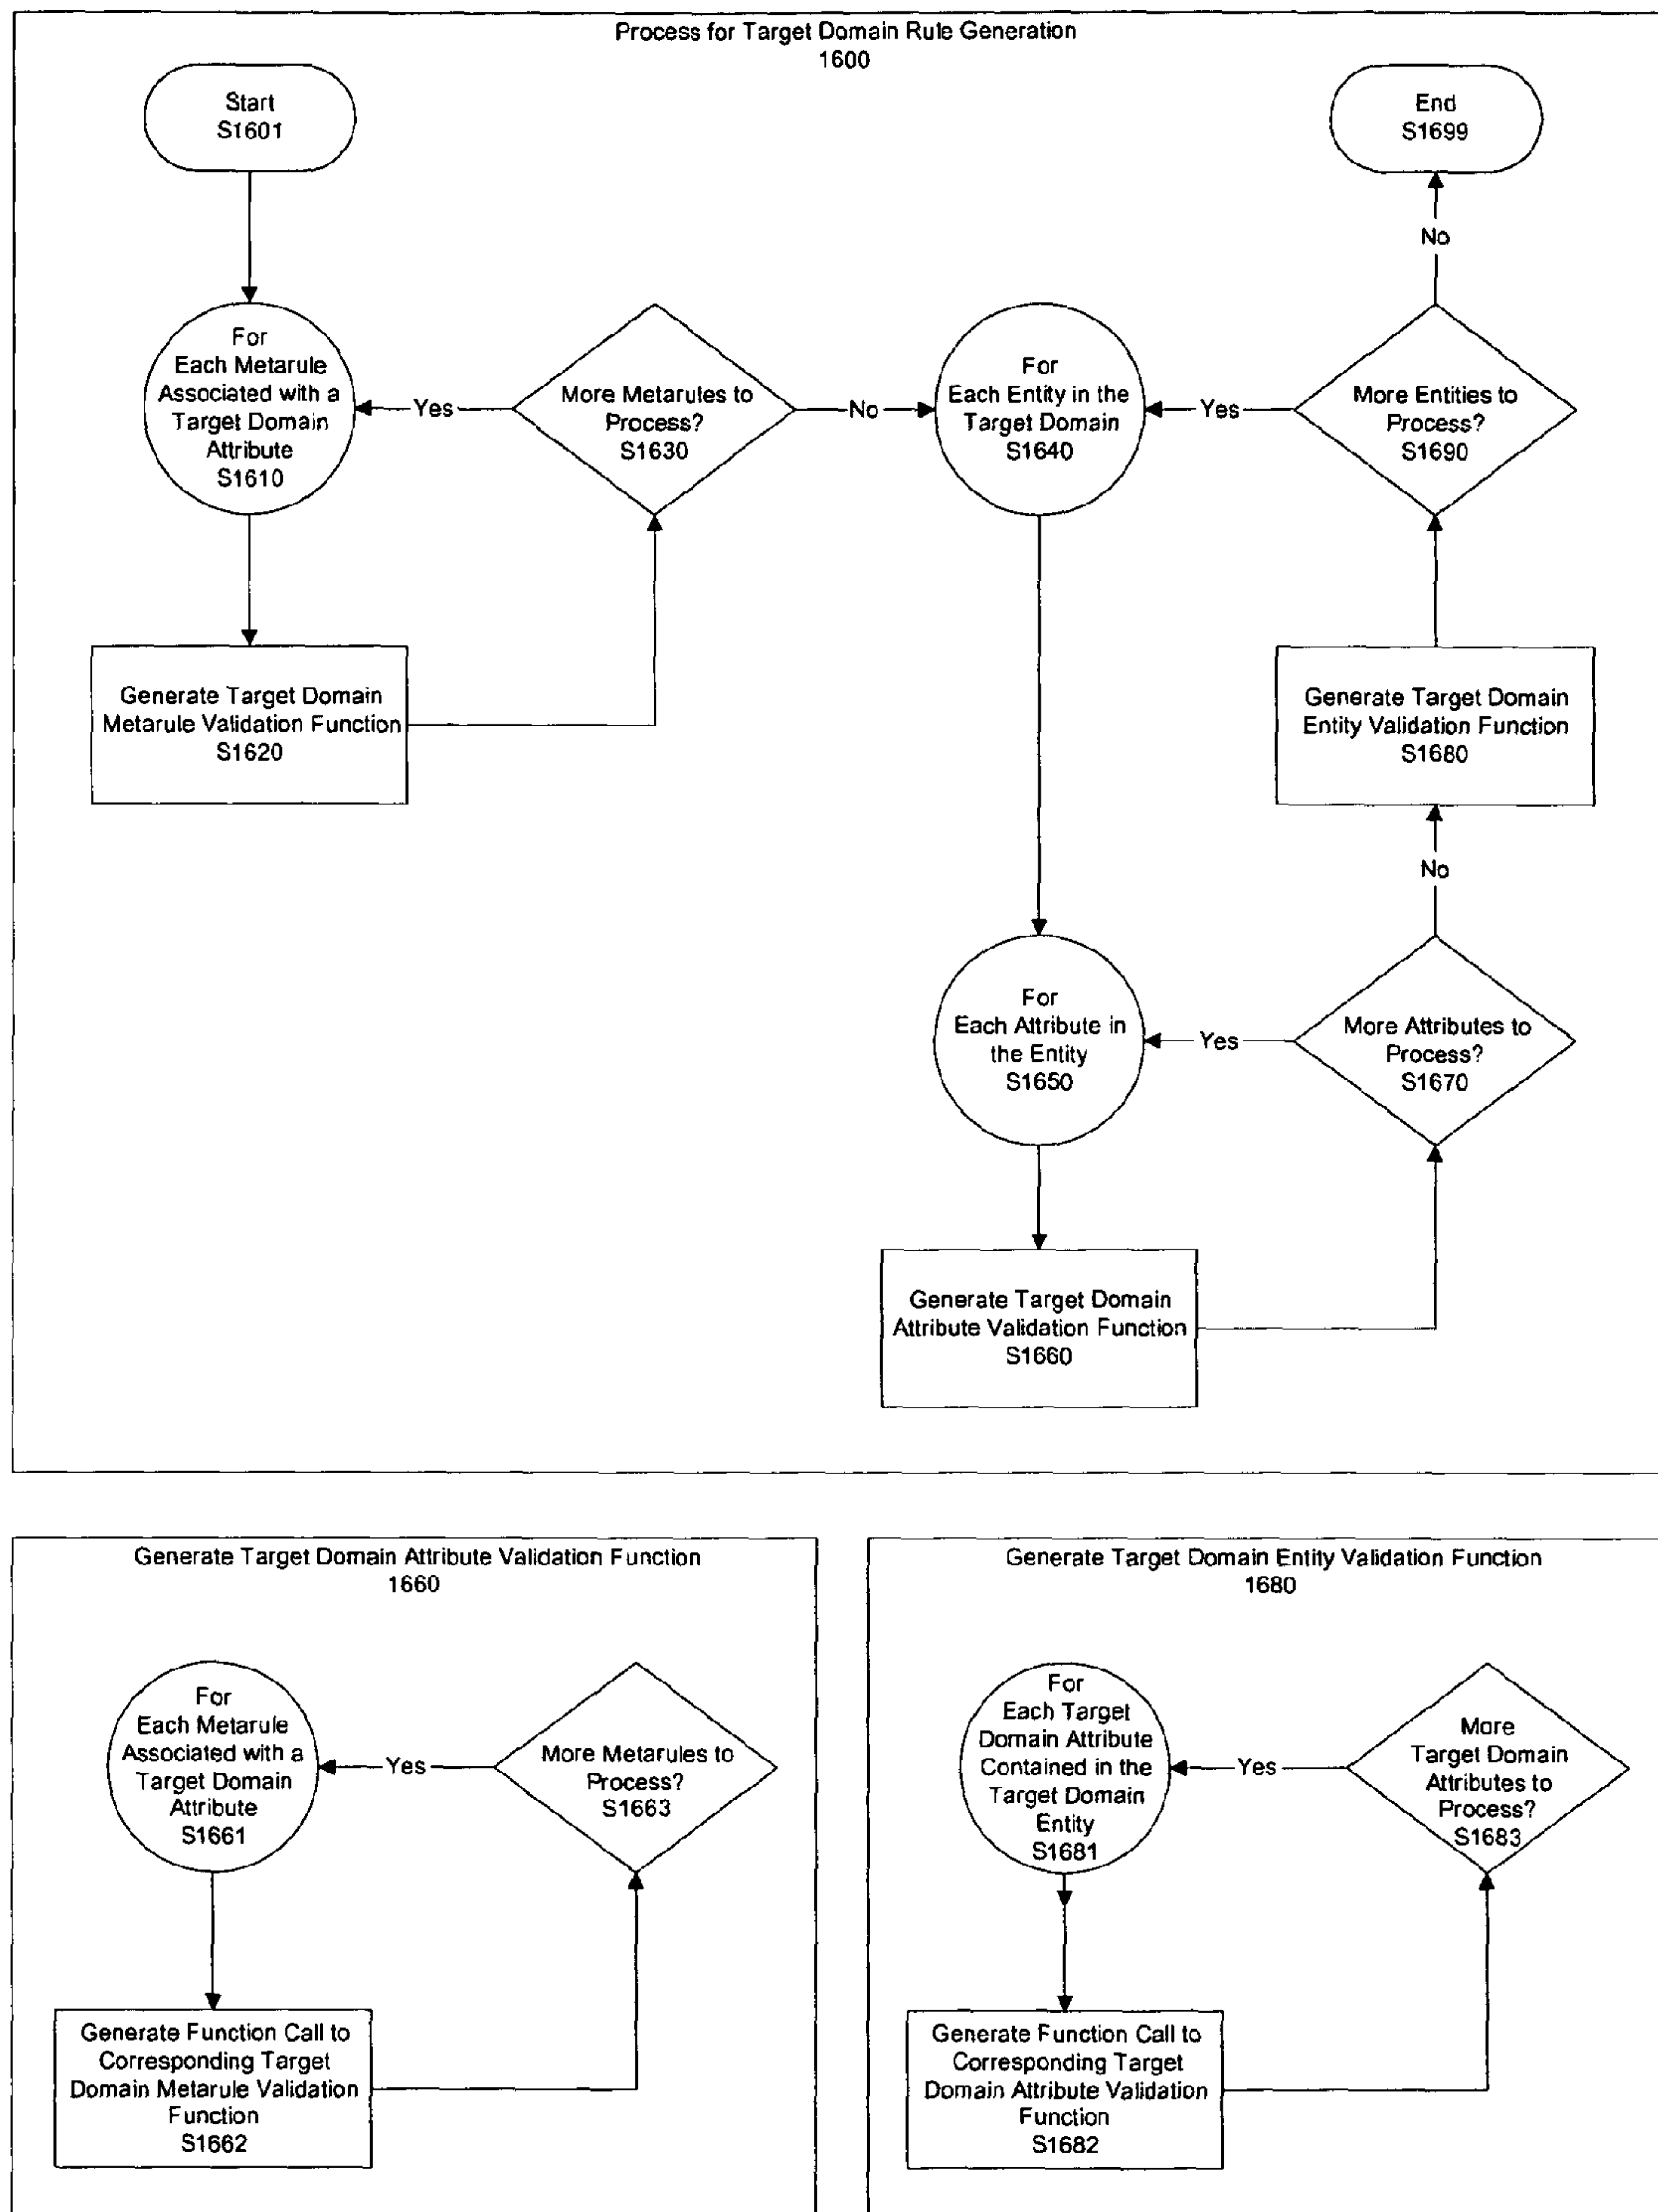 Process for Target Domain Rule Generation
1600
Start
S1601
End
S1699
No
For
Each Metarule
Associated with a
Target Domain
Attribute
S1610
Yes
More Metarules to
Process?
S1630
No
For
Each Entity in the
Target Domain
S1640
Yes
More Entities to
Process?
S1690
Generate Target Domain
Metarule Validation Function
S1620
Generate Target Domain
Entity Validation Function
S1680
No
For
Each Attribute in
the Entity
S1650
Yes
More Attributes to
Process?
S1670
Generate Target Domain
Attribute Validation Function
S1660
Generate Target Domain Attribute Validation Function
1660
For
Each Metarule
Associated with a
Target Domain
Attribute
S1661
Yes
More Metarules to
Process?
S1663
Generate Function Call to
Corresponding Target
Domain Metarule Validation
Function
S1662
Generate Target Domain Entity Validation Function
1680
For
Each Target
Domain Attribute
Contained in the
Target Domain
Entity
S1681
Yes
More
Target Domain
Attributes to
Process?
S1683
Generate Function Call to
Corresponding Target
Domain Attribute Validation
Function
S1682